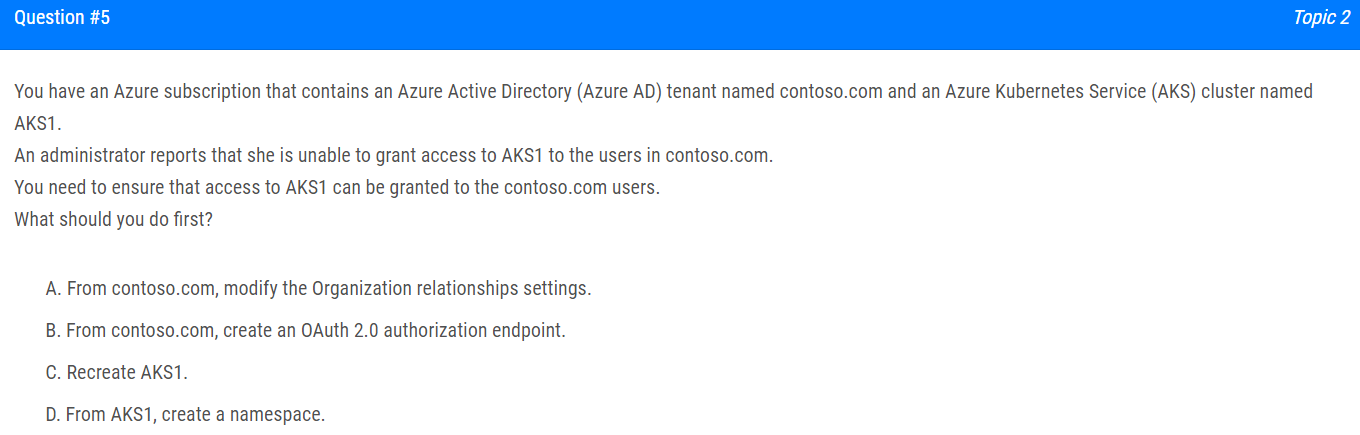 Question #5
Topic 2
You have an Azure subscription that contains an Azure Active Directory (Azure AD) tenant named contoso.com and an Azure Kubernetes Service (AKS) cluster named
AKS1.
An administrator reports that she is unable to grant access to AKS1 to the users in contoso.com.
You need to ensure that access to AKS1 can be granted to the contoso.com users.
What should you do first?
A. From contoso.com, modify the Organization relationships settings.
B. From contoso.com, create an OAuth 2.0 authorization endpoint.
C. Recreate AKS1.
D. From AKS1, create a namespace.